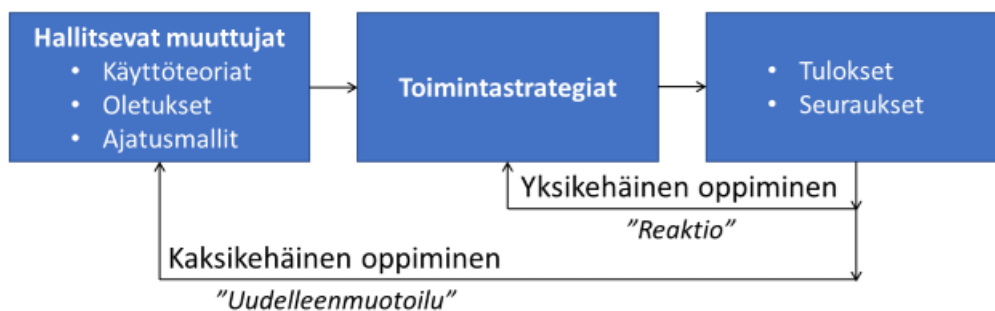 Hallitsevat muuttujat
• Käyttöteoriat
• Oletukset
• Ajatusmallit
Toimintastrategiat
• Tulokset
• Seuraukset
Yksikehäinen oppiminen
”Reaktio”
Kaksikehäinen oppiminen
”Uudelleenmuotoilu”